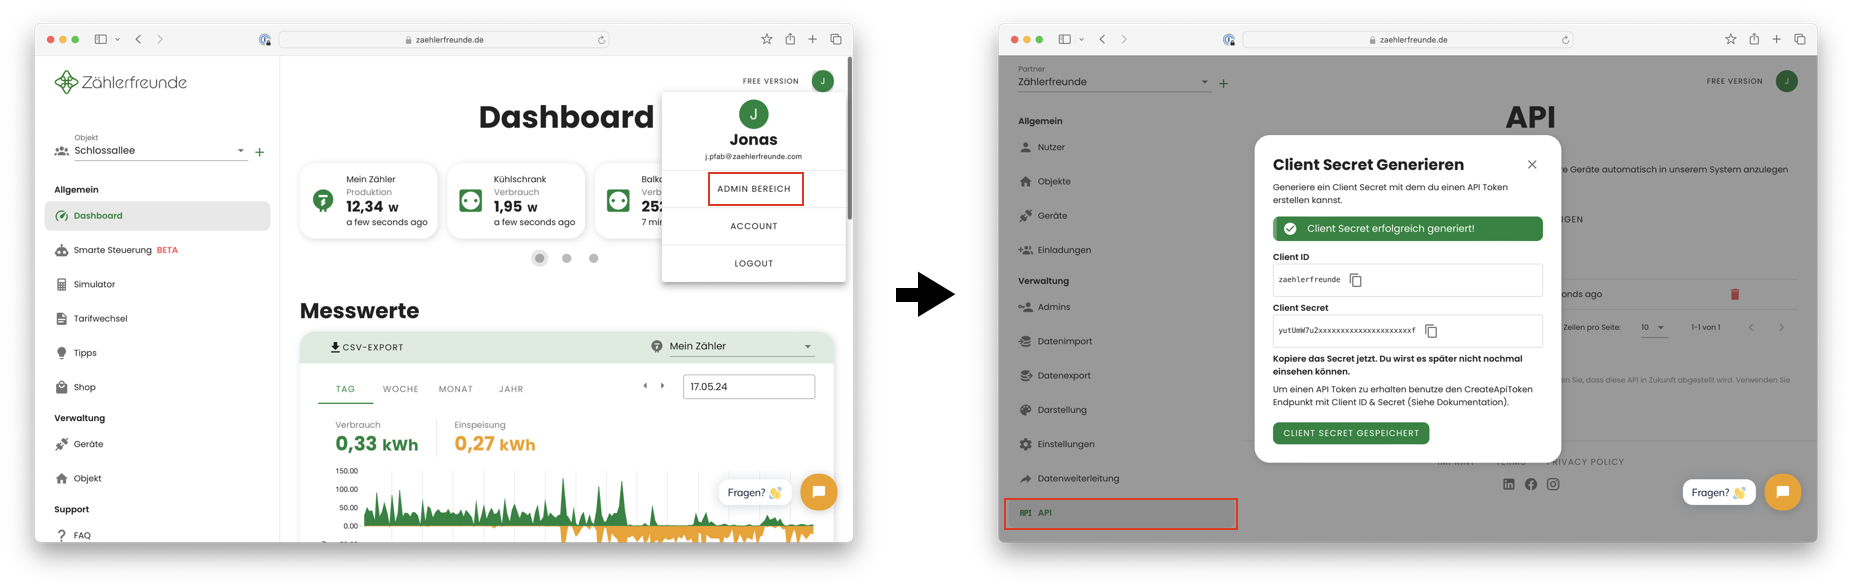 zaehlerfreunde.de
Zählerfreunde
Objekt
Schlossallee
Allgemein
Dashboard
Smarte Steuerung BETA
Simulator
Tarifwechsel
Tipps
Shop
Verwaltung
Geräte
Objekt
Support
FAQ
FREE VERSION
J
Dashboard
Mein Zähler
Produktion
12,34 W
a few seconds ago
Kühlschrank
Verbrauch
1,95 W
a few seconds ago
Balko
Verb
252
7 min
J
Jonas
j.pfab@zaehlerfreunde.com
ADMIN BEREICH
ACCOUNT
LOGOUT
Messwerte
CSV-EXPORT
Mein Zähler
TAG WOCHE MONAT JAHR
17.05.24
Verbrauch
0,33 kWh
Einspeisung
0,27 kWh
150.00
100.00
50.00
0.00
Fragen? 👋
zaehlerfreunde.de
Partner
Zählerfreunde
Allgemein
Nutzer
Objekte
Geräte
Einladungen
Verwaltung
Admins
Datenimport
Datenexport
Darstellung
Einstellungen
Datenweiterleitung
API API
FREE VERSION
J
API
re Geräte automatisch in unserem System anzulegen
GEN
onds ago
Zeilen pro Seite: 10 1-1 von 1
en Sie, dass diese API in Zukunft abgestellt wird. Verwenden Sie
Client Secret Generieren
Generiere ein Client Secret mit dem du einen API Token
erstellen kannst.
Client Secret erfolgreich generiert!
Client ID
zaehlerfreunde
Client Secret
yutUmW7u2xxxxxxxxxxxxxxxxxxxxxxf
Kopiere das Secret jetzt. Du wirst es später nicht nochmal
einsehen können.
Um einen API Token zu erhalten benutze den CreateApiToken
Endpunkt mit Client ID & Secret (Siehe Dokumentation).
CLIENT SECRET GESPEICHERT
IMPRINT TERMS PRIVACY POLICY
Fragen? 👋